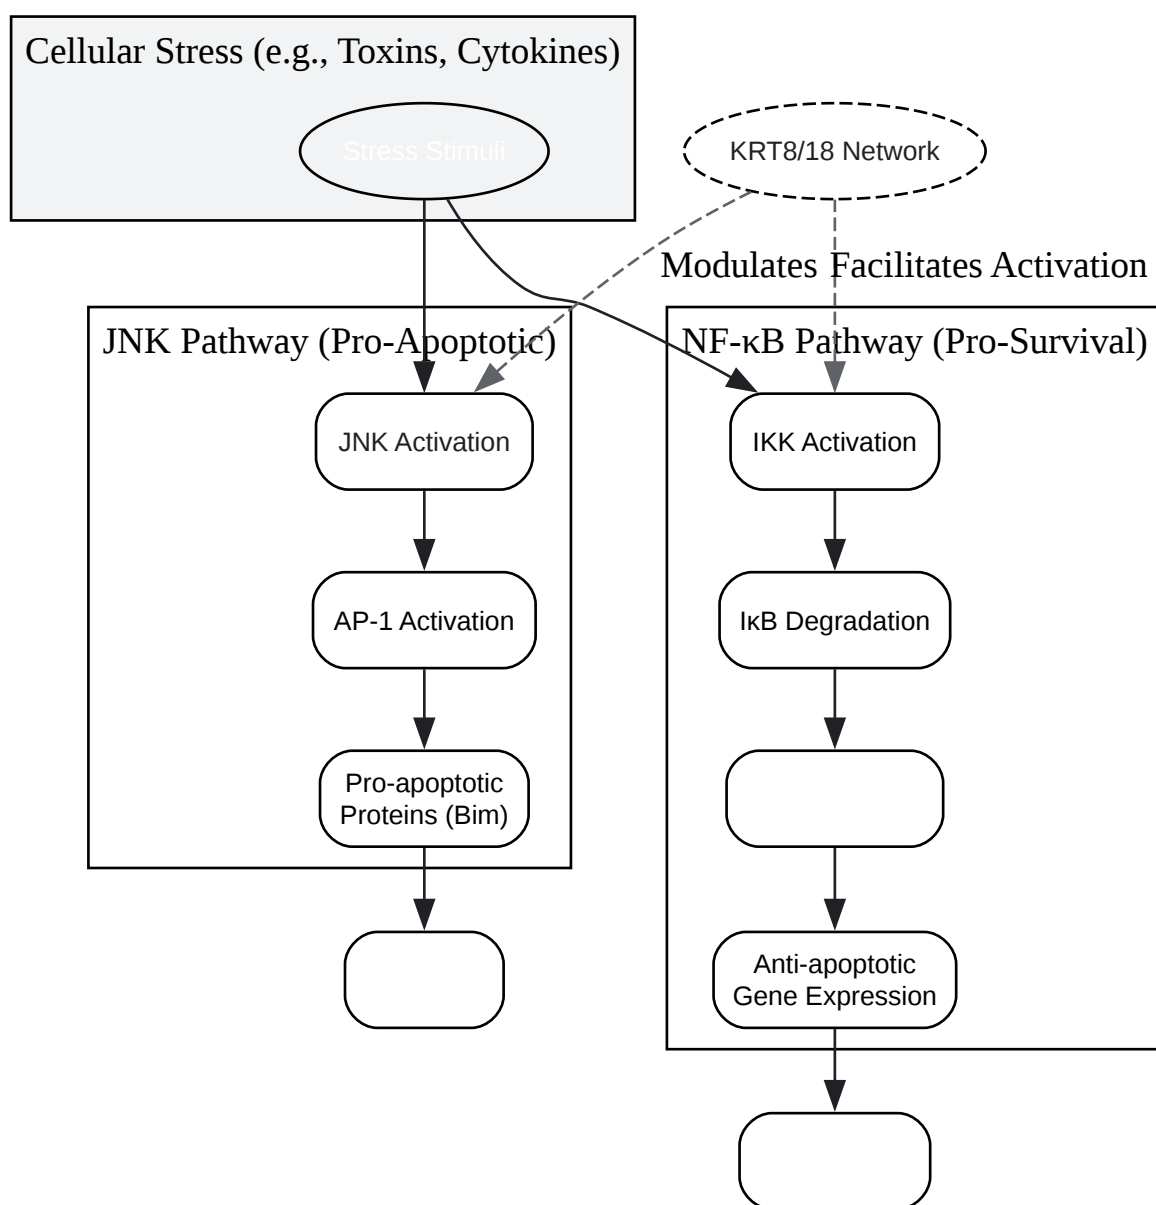 Cellular Stress (e.g., Toxins, Cytokines)
Stress Stimuli
KRT8/18 Network
Modulates
Facilitates Activation
JNK Pathway (Pro-Apoptotic)
NF-κB Pathway (Pro-Survival)
JNK Activation
IKK Activation
AP-1 Activation
IκB Degradation
Pro-apoptotic
Proteins (Bim)
Anti-apoptotic
Gene Expression